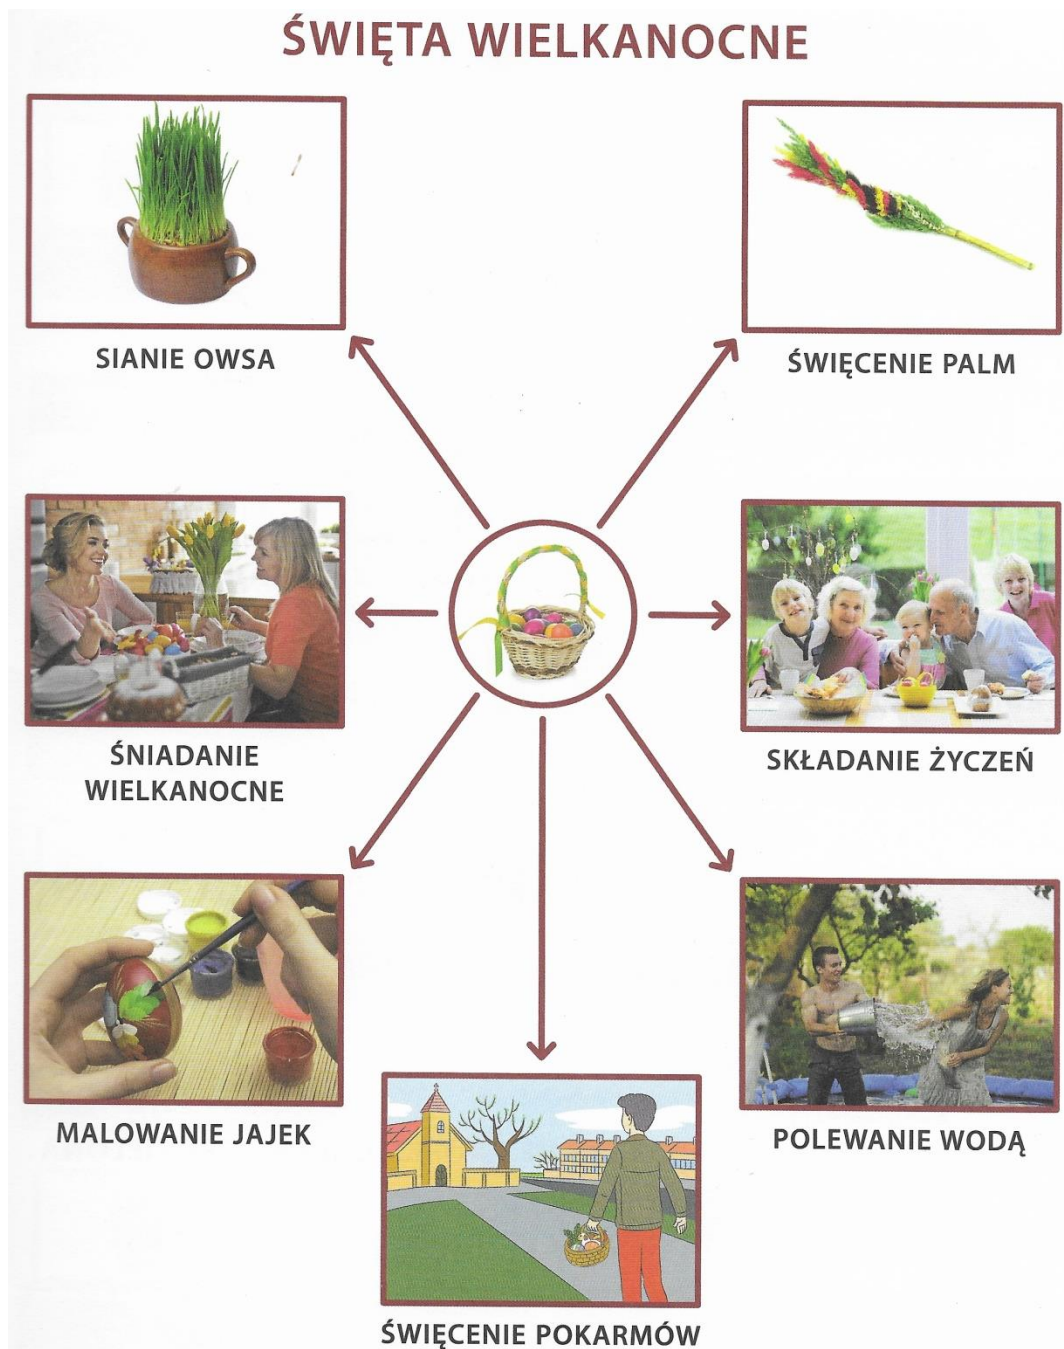 ŚWIĘTA WIELKANOCNE
SIANIE OWSA
ŚWIĘCENIE PALM
ŚNIADANIE
WIELKANOCNE
SKŁADANIE ŻYCZEŃ
MALOWANIE JAJEK
POLEWANIE WODĄ
ŚWIĘCENIE POKARMÓW